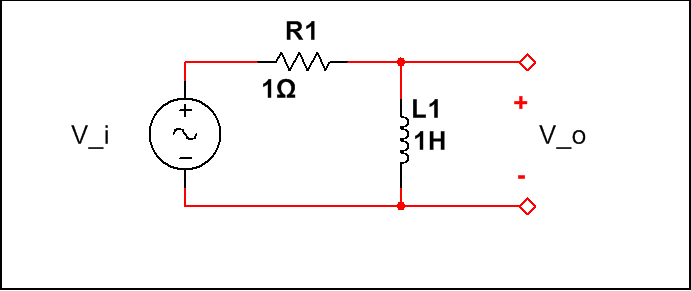 R1
1Ω
L1
1H
V_i
+
−
+
V_o
-